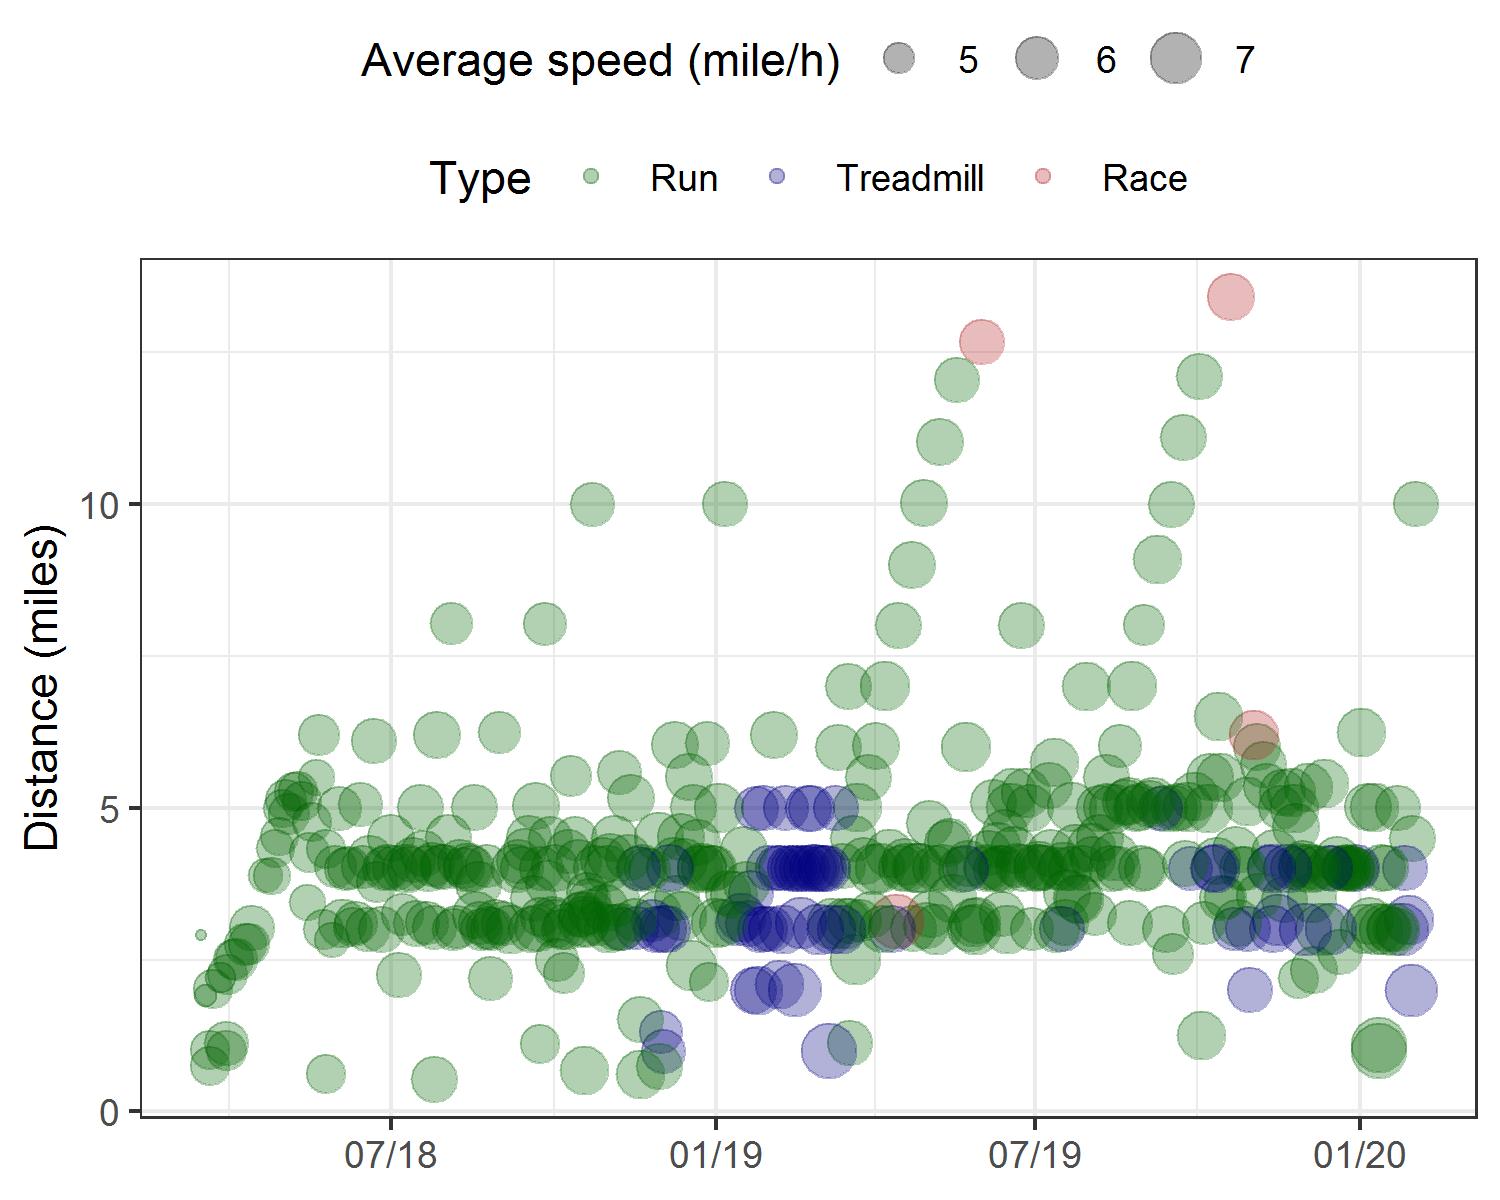 Average speed (mile/h) 5 6 7
Type Run Treadmill Race
Distance (miles)
10
5
0
07/18 01/19 07/19 01/20